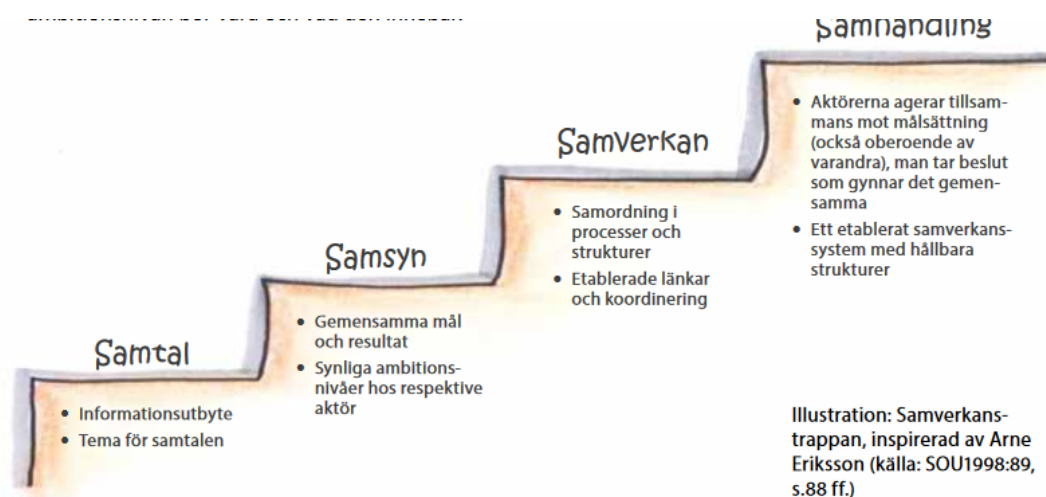 Samhandling
• Aktörerna agerar tillsam-
mans mot målsättning
(också oberoende av
varandra), man tar beslut
som gynnar det gemen-
samma
• Ett etablerat samverkans-
system med hållbara
strukturer
Samverkan
• Samordning i
processer och
strukturer
• Etablerade länkar
och koordinering
Samsyn
• Gemensamma mål
och resultat
• Synliga ambitions-
nivåer hos respektive
aktör
Samtal
• Informationsutbyte
• Tema för samtalen
Illustration: Samverkans-
trappan, inspirerad av Arne
Eriksson (källa: SOU1998:89,
s.88 ff.)